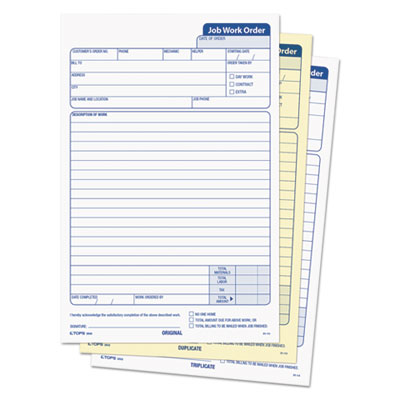 Job Work Order
DATE OF ORDER
CUSTOMER'S ORDER NO. PHONE MECHANIC HELPER STARTING DATE
BILL TO ORDER TAKEN BY
ADDRESS
DAY WORK
CITY CONTRACT
EXTRA
JOB NAME AND LOCATION JOB PHONE
DESCRIPTION OF WORK
TOTAL MATERIALS
TOTAL LABOR
TAX
DATE COMPLETED WORK ORDERED BY TOTAL AMOUNT
I hereby acknowledge the satisfactory completion of the above described work.
NO ONE HOME
TOTAL AMOUNT DUE FOR ABOVE WORK; OR
SIGNATURE TOTAL BILLING TO BE MAILED WHEN JOB FINISHED
TOPS ORIGINAL
Order
TOTAL BILLING TO BE MAILED WHEN JOB FINISHED
TOPS DUPLICATE
Order
TOPS TRIPLICATE